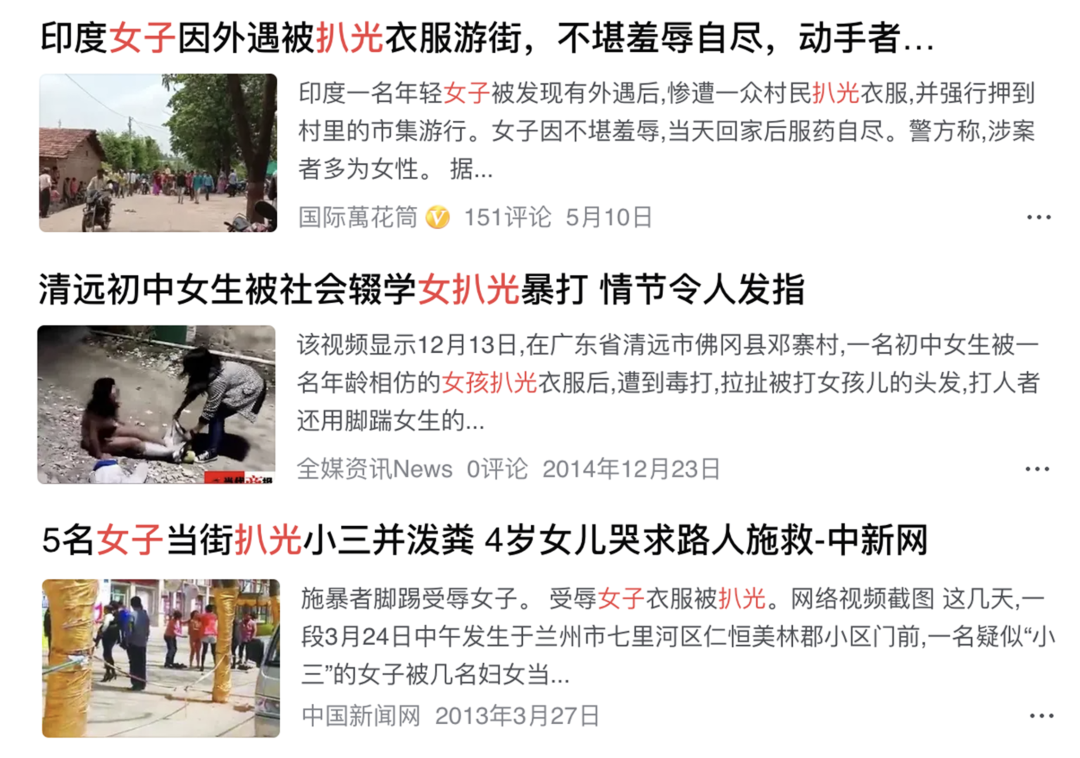 印度女子因外遇被扒光衣服游街，不堪羞辱自尽，动手者...
印度一名年轻女子被发现有外遇后,惨遭一众村民扒光衣服,并强行押到
村里的市集游行。女子因不堪羞辱,当天回家后服药自尽。警方称,涉案
者多为女性。 据...
国际萬花筒 V 151评论 5月10日
清远初中女生被社会辍学女扒光暴打 情节令人发指
该视频显示12月13日,在广东省清远市佛冈县邓寨村,一名初中女生被一
名年龄相仿的女孩扒光衣服后,遭到毒打,拉扯被打女孩儿的头发,打人者
还用脚踹女生的...
全媒资讯News 0评论 2014年12月23日
5名女子当街扒光小三并泼粪 4岁女儿哭求路人施救-中新网
施暴者脚踢受辱女子。 受辱女子衣服被扒光。网络视频截图 这几天,一
段3月24日中午发生于兰州市七里河区仁恒美林郡小区门前,一名疑似“小
三”的女子被几名妇女当...
中国新闻网 2013年3月27日